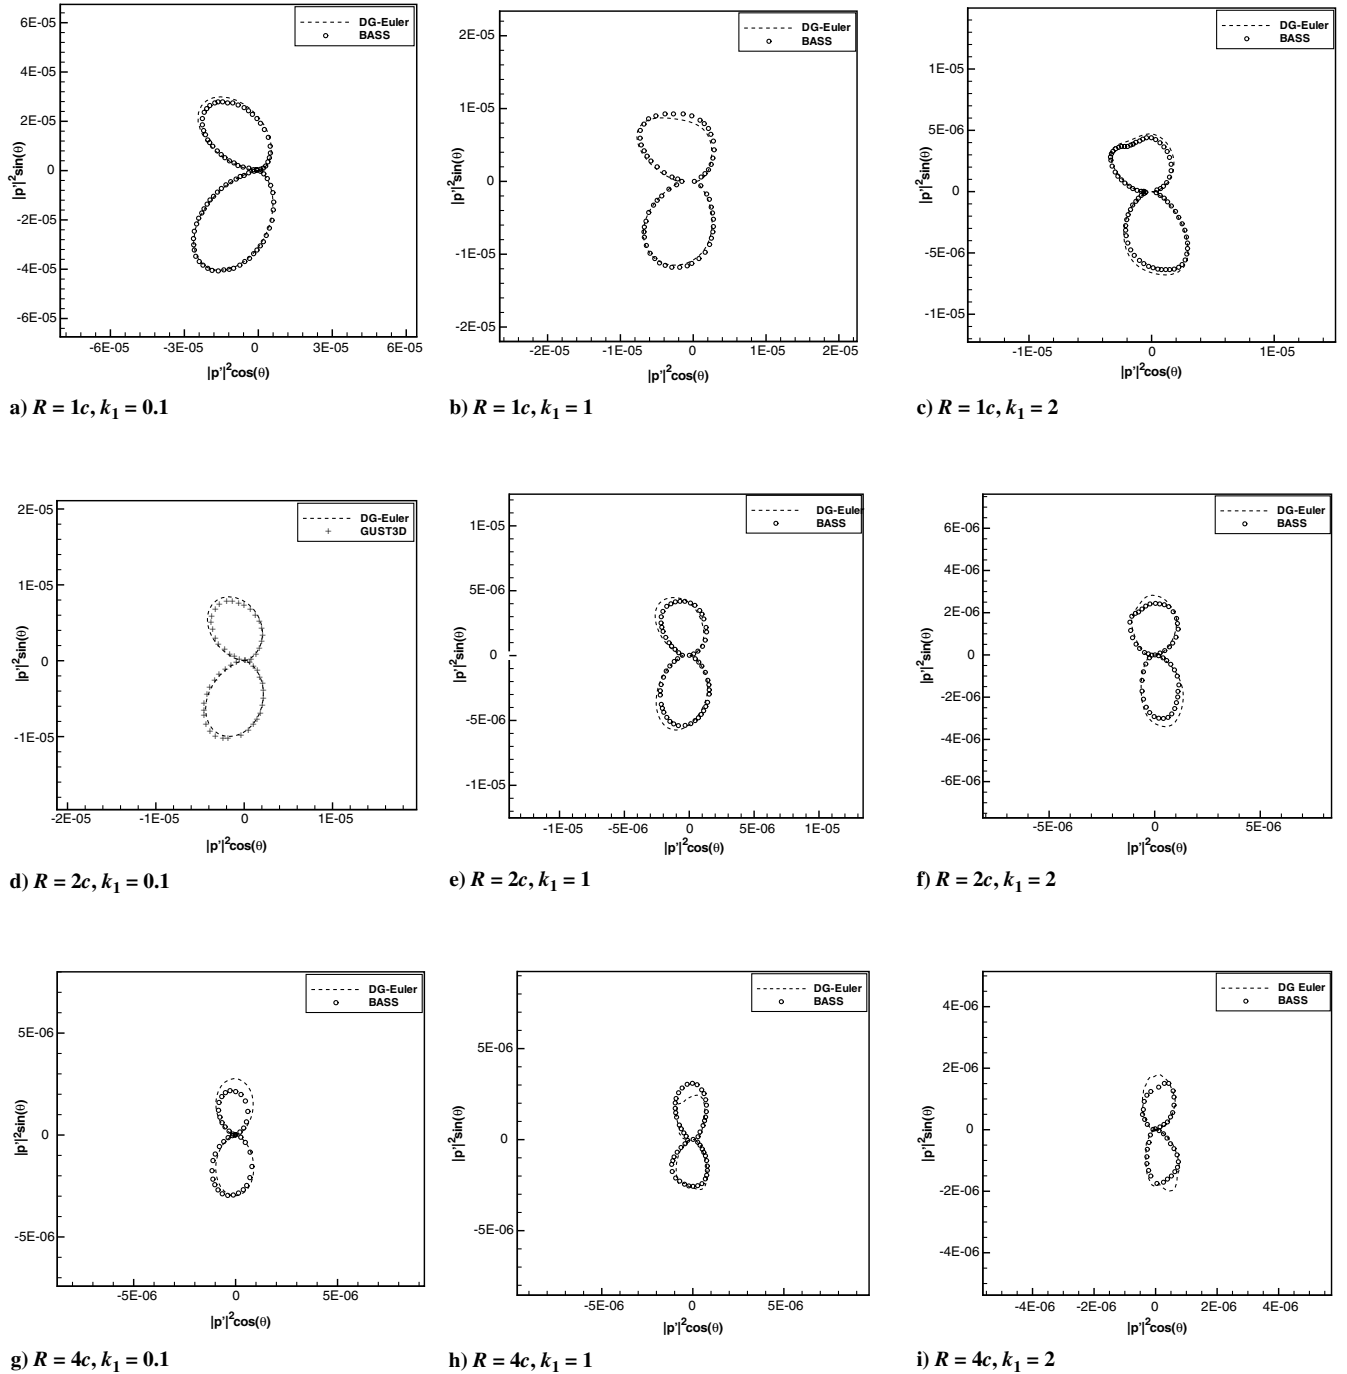 DG-Euler
BASS
6E-05
4E-05
2E-05
0
-2E-05
-4E-05
-6E-05
|p'|²sin(θ)
-6E-05 -3E-05 0 3E-05 6E-05
|p'|²cos(θ)
a) R = 1c, k₁ = 0.1
DG-Euler
BASS
2E-05
1E-05
0
-1E-05
-2E-05
|p'|²sin(θ)
-2E-05 -1E-05 0 1E-05 2E-05
|p'|²cos(θ)
b) R = 1c, k₁ = 1
DG-Euler
BASS
1E-05
5E-06
0
-5E-06
-1E-05
|p'|²sin(θ)
-1E-05 0 1E-05
|p'|²cos(θ)
c) R = 1c, k₁ = 2
DG-Euler
GUST3D
2E-05
1E-05
0
-1E-05
|p'|²sin(θ)
-2E-05 -1E-05 0 1E-05
|p'|²cos(θ)
d) R = 2c, k₁ = 0.1
DG-Euler
BASS
1E-05
5E-06
0
-5E-06
-1E-05
|p'|²sin(θ)
-1E-05 -5E-06 0 5E-06 1E-05
|p'|²cos(θ)
e) R = 2c, k₁ = 1
DG-Euler
BASS
6E-06
4E-06
2E-06
0
-2E-06
-4E-06
-6E-06
|p'|²sin(θ)
-5E-06 0 5E-06
|p'|²cos(θ)
f) R = 2c, k₁ = 2
DG-Euler
BASS
5E-06
0
-5E-06
|p'|²sin(θ)
-5E-06 0 5E-06
|p'|²cos(θ)
g) R = 4c, k₁ = 0.1
DG-Euler
BASS
5E-06
0
-5E-06
|p'|²sin(θ)
-5E-06 0 5E-06
|p'|²cos(θ)
h) R = 4c, k₁ = 1
DG Euler
BASS
4E-06
2E-06
0
-2E-06
-4E-06
|p'|²sin(θ)
-4E-06 -2E-06 0 2E-06 4E-06
|p'|²cos(θ)
i) R = 4c, k₁ = 2